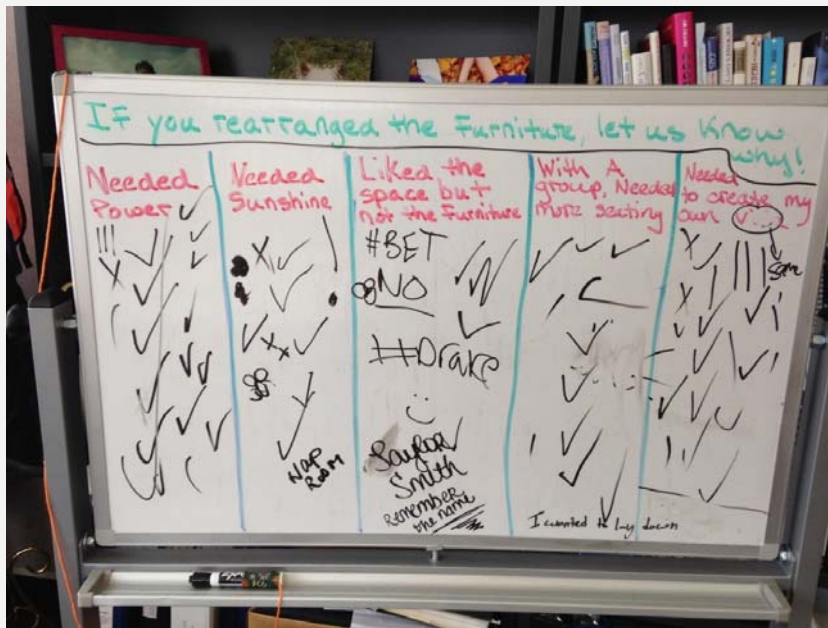 If you rearranged the Furniture, let us know
why!
Needed
Power
Needed
Sunshine
Liked the
space but
not the Furniture
With A
group, Needed
more seating
Needed
to create my
own
#BET
NO
#Drake
Smith
Remember
the name
NAP
ROOM
I wanted to lay down